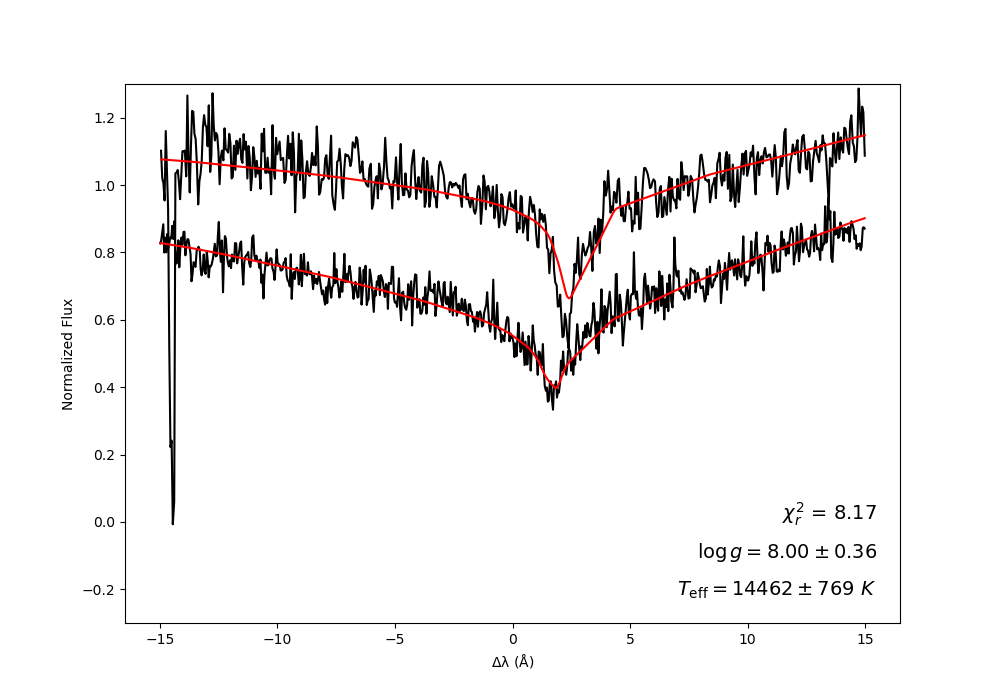 1.2
1.0
0.8
0.6
0.4
0.2
0.0
−0.2
Normalized Flux
χ²ᵣ = 8.17
log g = 8.00 ± 0.36
T_eff = 14462 ± 769 K
−15 −10 −5 0 5 10 15
Δλ (Å)